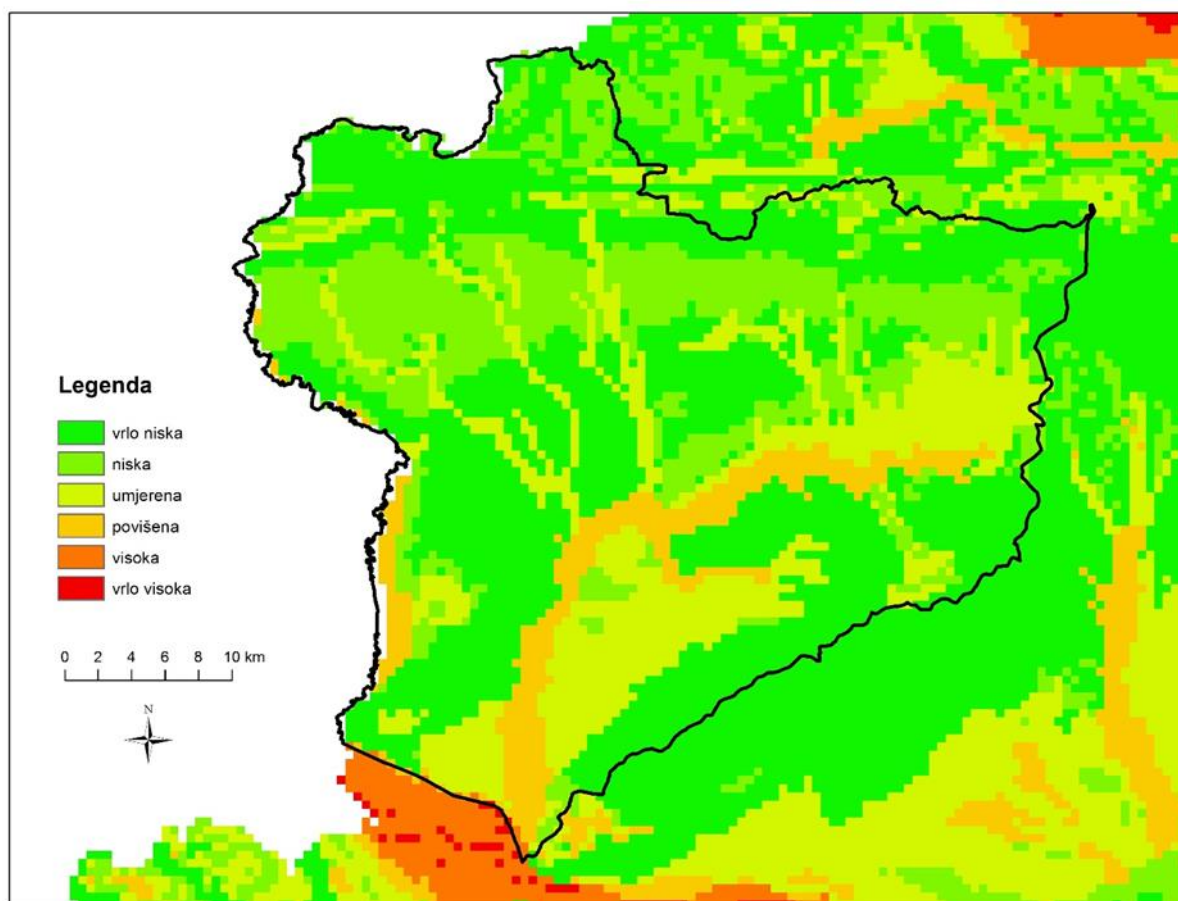 Legenda
vrlo niska
niska
umjerena
povišena
visoka
vrlo visoka
0 2 4 6 8 10 km
N